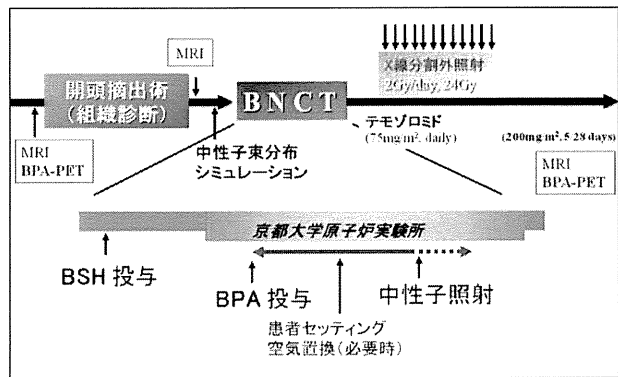 MRI
X線分割外照射
2Gy/day, 24Gy
開頭摘出術
(組織診断)
BNCT
テモゾロミド
(75mg/m², daily)
(200mg/m², 5/28 days)
MRI
BPA-PET
中性子束分布
シミュレーション
MRI
BPA-PET
京都大学原子炉実験所
BSH 投与
BPA 投与
中性子照射
患者セッティング
空気置換(必要時)